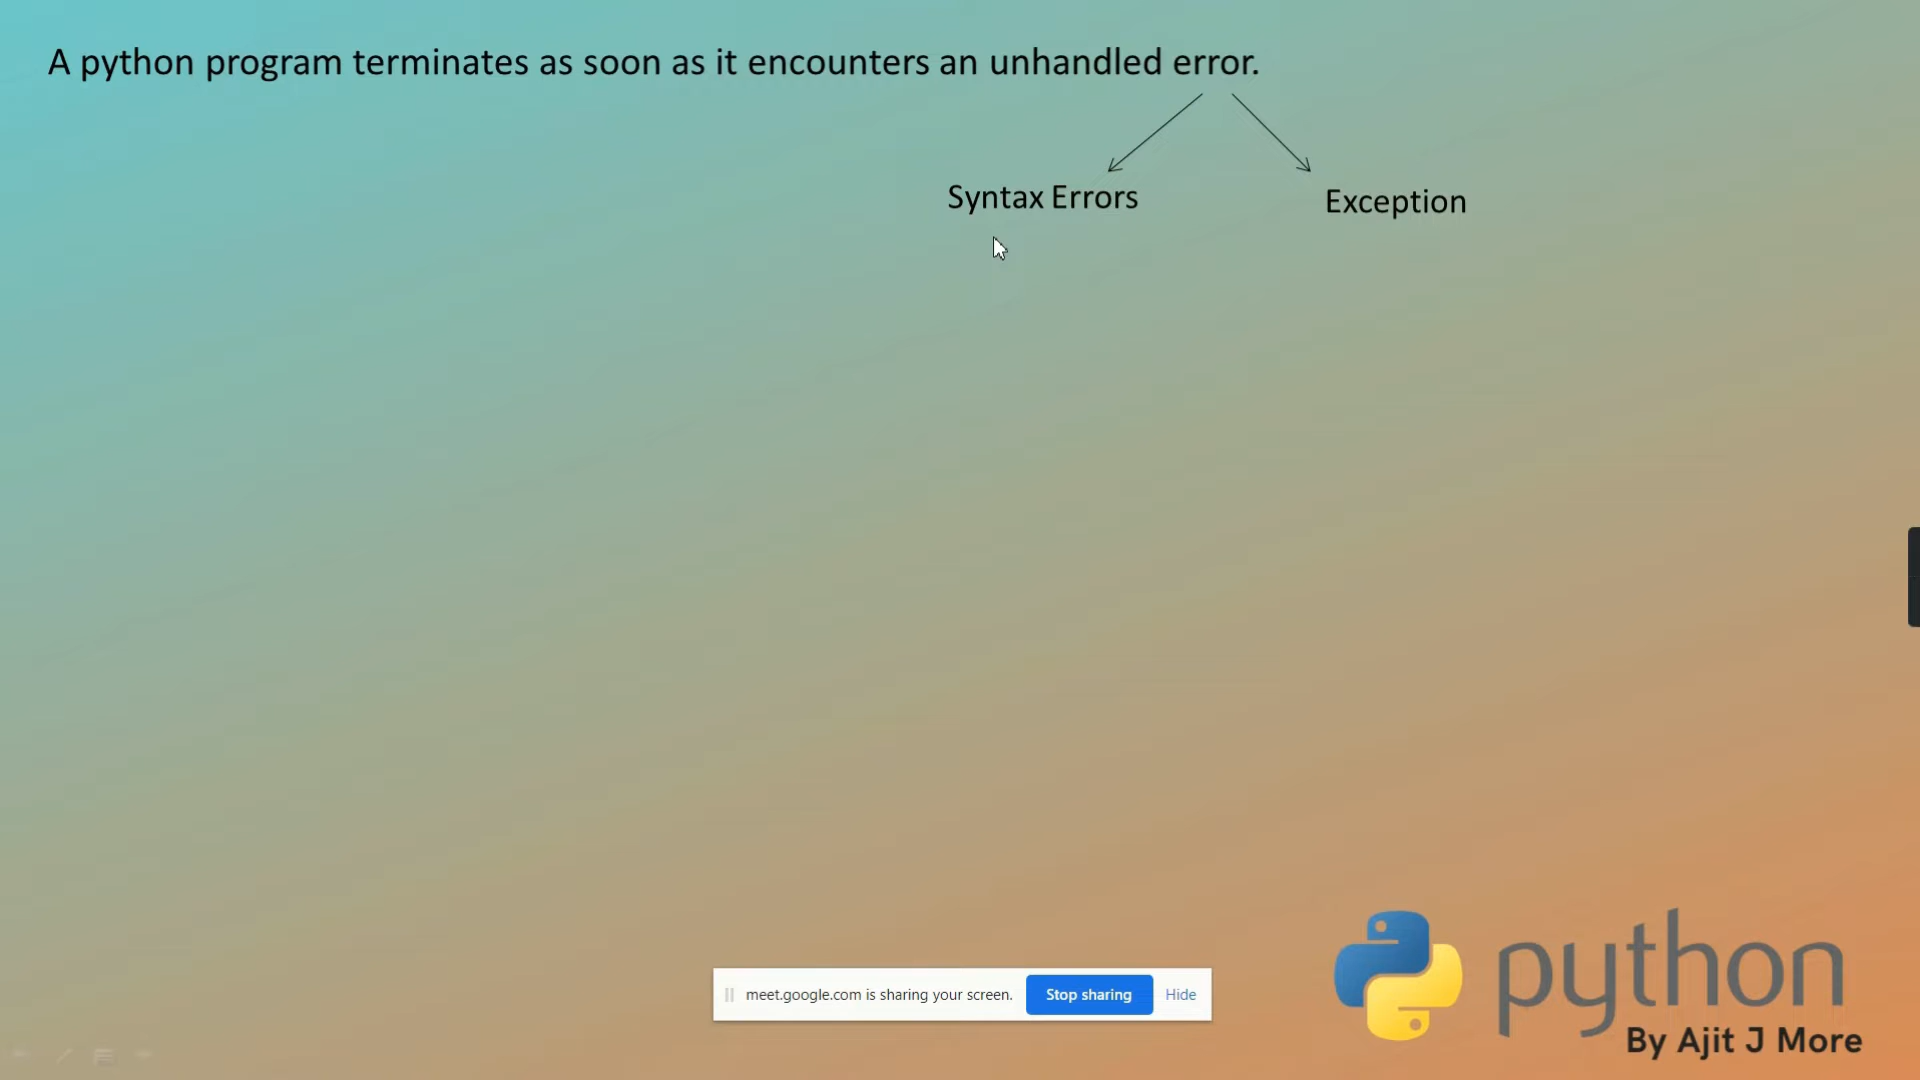 A python program terminates as soon as it encounters an unhandled error.
Syntax Errors
Exception
meet.google.com is sharing your screen.
Stop sharing
Hide
python
By Ajit J More